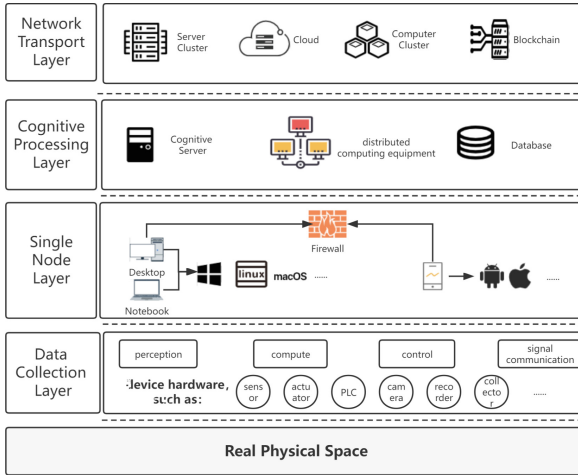 Network
Transport
Layer
Server
Cluster
Cloud
Computer
Cluster
Blockchain
Cognitive
Processing
Layer
Cognitive
Server
distributed
computing equipment
Database
Single
Node
Layer
Firewall
Desktop
Notebook
linux
macOS
......
......
Data
Collection
Layer
perception
compute
control
signal
communication
device hardware,
such as:
sens
or
actu
ator
PLC
cam
era
reco
rder
coll
ecto
r
......
Real Physical Space